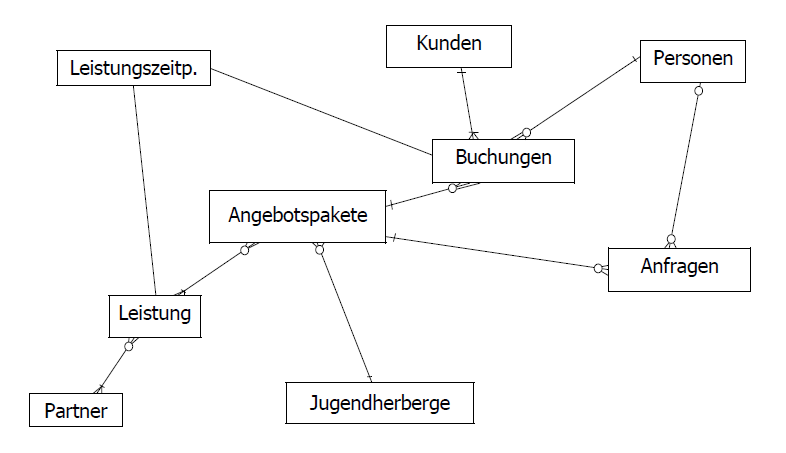 Kunden
Personen
Leistungszeitp.
Buchungen
Angebotspakete
Anfragen
Leistung
Jugendherberge
Partner